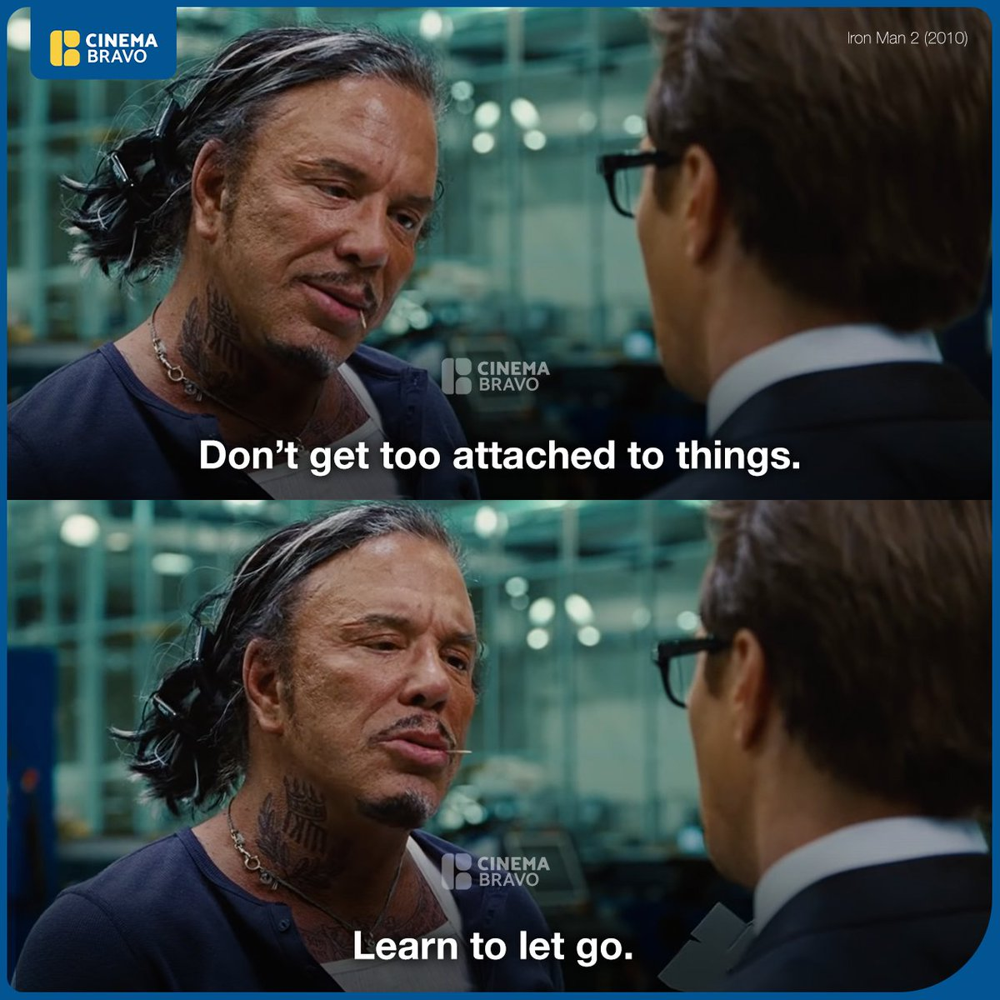 CINEMA
BRAVO
Iron Man 2 (2010)
CINEMA
BRAVO
Don't get too attached to things.
CINEMA
BRAVO
Learn to let go.